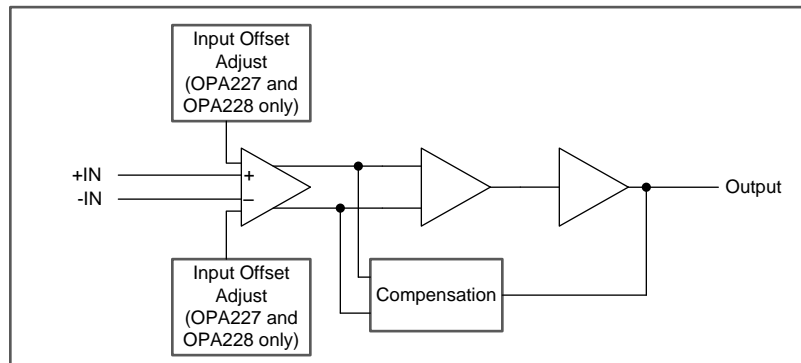 Input Offset
Adjust
(OPA227 and
OPA228 only)
+IN
-IN
+
−
Output
Input Offset
Adjust
(OPA227 and
OPA228 only)
Compensation